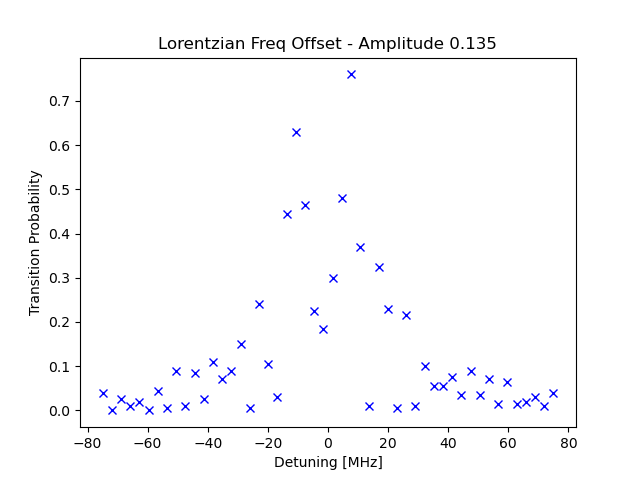 Lorentzian Freq Offset - Amplitude 0.135
Transition Probability
0.7
0.6
0.5
0.4
0.3
0.2
0.1
0.0
−80 −60 −40 −20 0 20 40 60 80
Detuning [MHz]